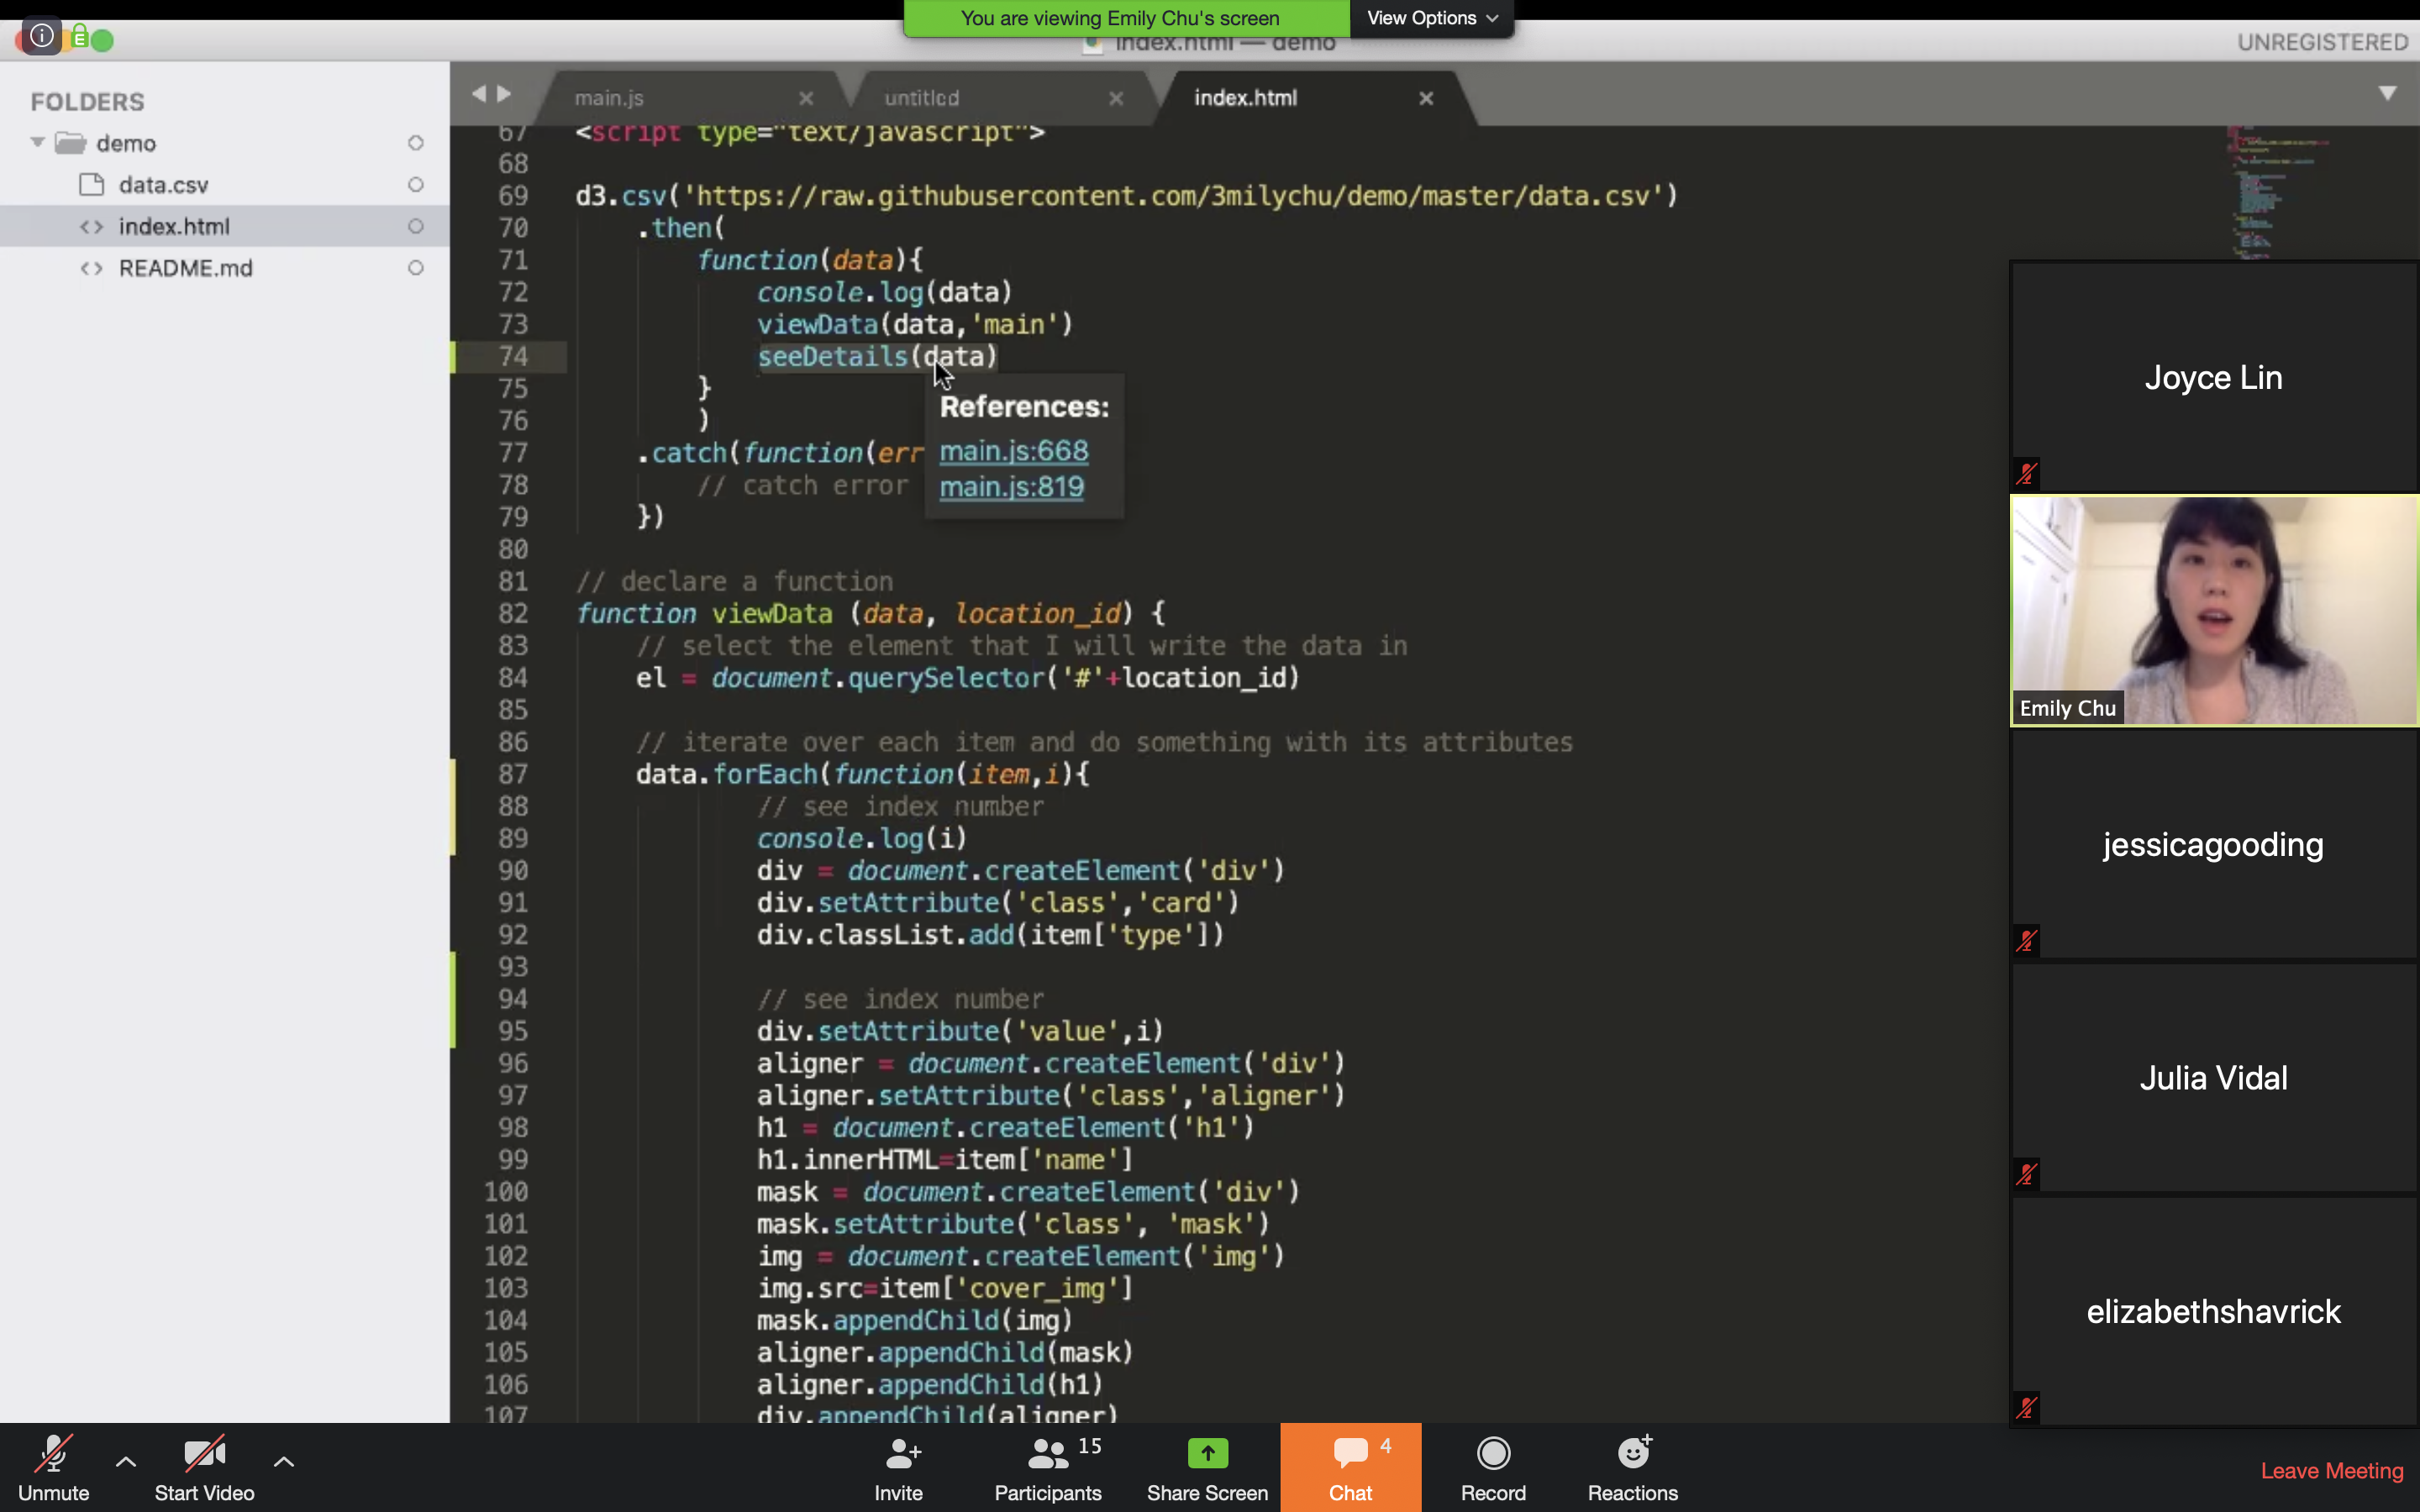 You are viewing Emily Chu's screen
View Options
index.html — demo
UNREGISTERED
FOLDERS
demo
data.csv
index.html
README.md
main.js
untitled
index.html
67 <script type="text/javascript">
68
69 d3.csv('https://raw.githubusercontent.com/3milychu/demo/master/data.csv')
70 .then(
71 function(data){
72 console.log(data)
73 viewData(data,'main')
74 seeDetails(data)
75 }
76 )
77 .catch(function(err
78 // catch error
79 })
References:
main.js:668
main.js:819
80
81 // declare a function
82 function viewData (data, location_id) {
83 // select the element that I will write the data in
84 el = document.querySelector('#'+location_id)
85
86 // iterate over each item and do something with its attributes
87 data.forEach(function(item,i){
88 // see index number
89 console.log(i)
90 div = document.createElement('div')
91 div.setAttribute('class','card')
92 div.classList.add(item['type'])
93
94 // see index number
95 div.setAttribute('value',i)
96 aligner = document.createElement('div')
97 aligner.setAttribute('class','aligner')
98 h1 = document.createElement('h1')
99 h1.innerHTML=item['name']
100 mask = document.createElement('div')
101 mask.setAttribute('class', 'mask')
102 img = document.createElement('img')
103 img.src=item['cover_img']
104 mask.appendChild(img)
105 aligner.appendChild(mask)
106 aligner.appendChild(h1)
107 div.appendChild(aligner)
Joyce Lin
Emily Chu
jessicagooding
Julia Vidal
elizabethshavrick
Unmute
Start Video
Invite
15
Participants
Share Screen
4
Chat
Record
Reactions
Leave Meeting